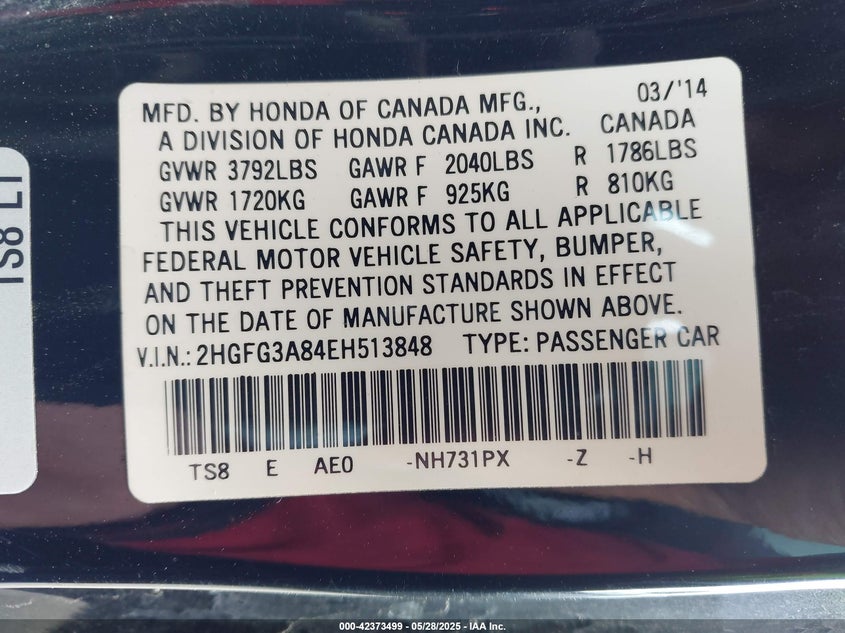 MFD. BY HONDA OF CANADA MFG., 03/'14
A DIVISION OF HONDA CANADA INC. CANADA
GVWR 3792LBS GAWR F 2040LBS R 1786LBS
GVWR 1720KG GAWR F 925KG R 810KG
THIS VEHICLE CONFORMS TO ALL APPLICABLE
FEDERAL MOTOR VEHICLE SAFETY, BUMPER,
AND THEFT PREVENTION STANDARDS IN EFFECT
ON THE DATE OF MANUFACTURE SHOWN ABOVE.
V.I.N.: 2HGFG3A84EH513848 TYPE: PASSENGER CAR
TS8 E AE0 -NH731PX -Z -H
TS8 L1
000-42373499 — 05/28/2025 — IAA Inc.